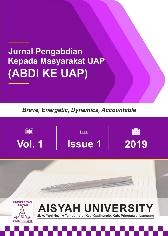 Jurnal Pengabdian
Kepada Masyarakat UAP
(ABDI KE UAP)
Brave, Energetic, Dynamics, Accountable
Vol. 1
Issue 1
2019
AISYAH UNIVERSITY